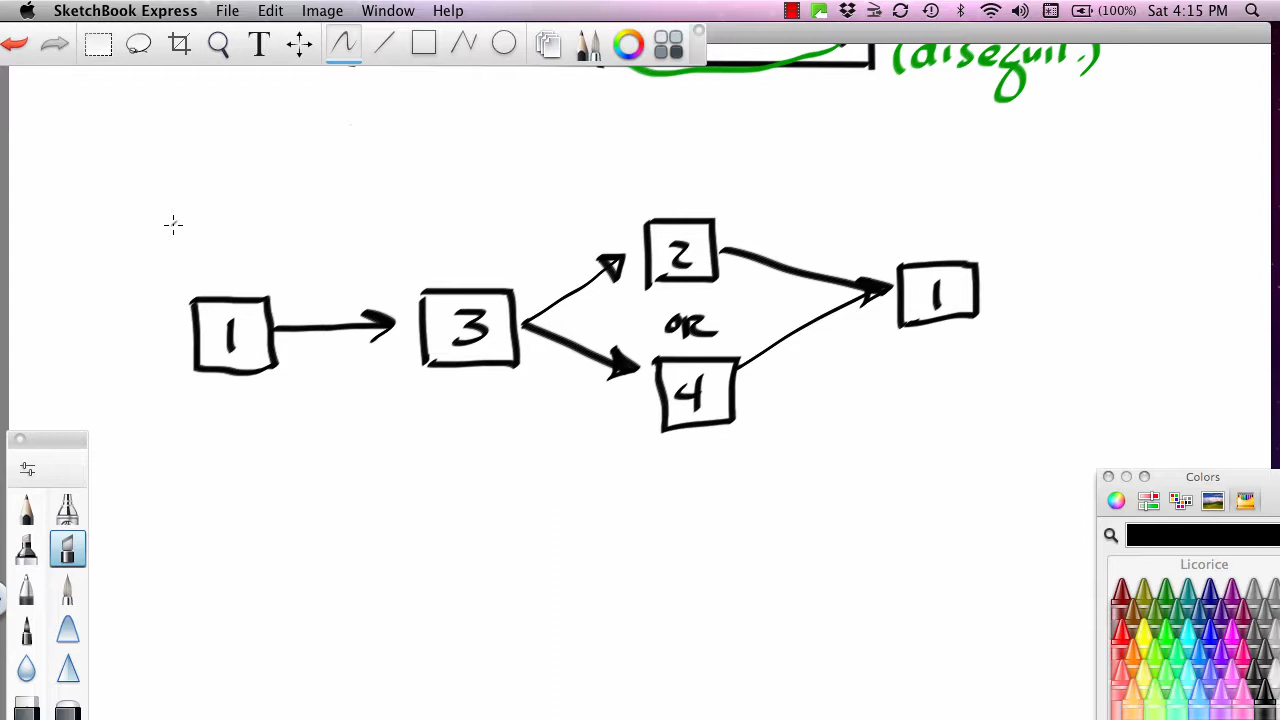 SketchBook Express File Edit Image Window Help (100%) Sat 4:15 PM
T
(disequil.)
2
1
1
3
OR
4
Colors
Licorice